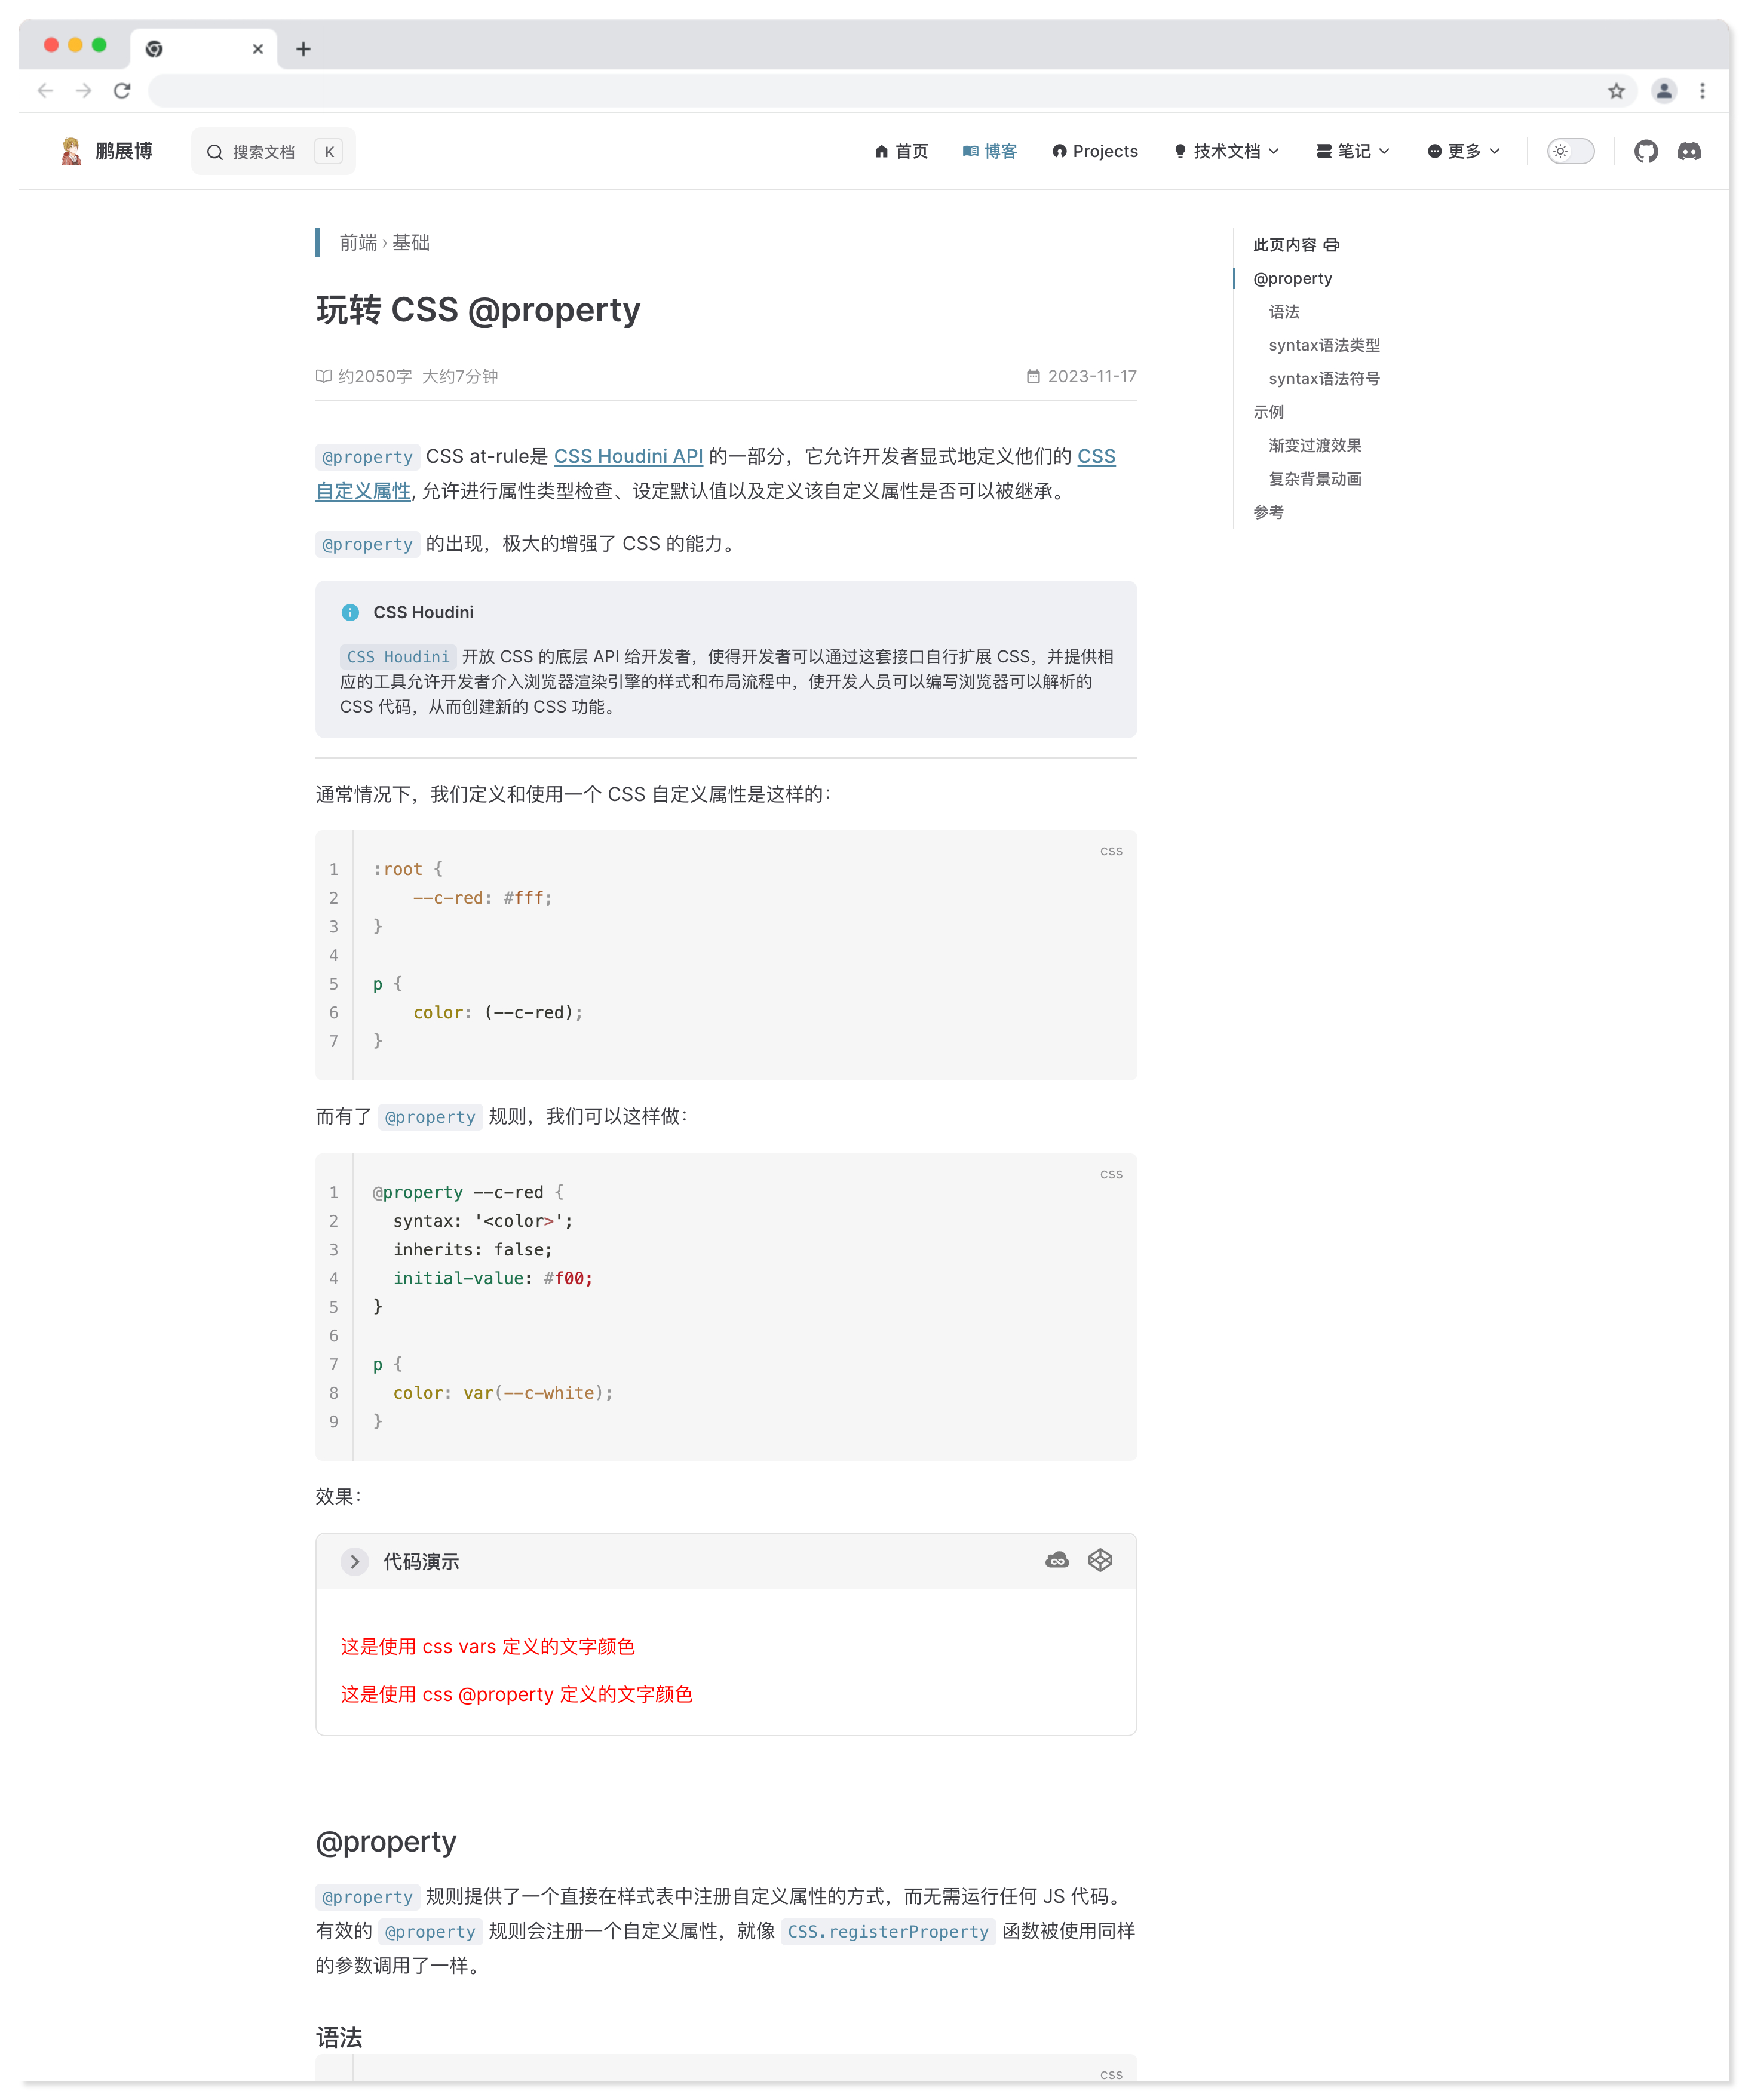 鹏展博
搜索文档 K
首页 博客 Projects 技术文档 笔记 更多
前端 › 基础
玩转 CSS @property
约2050字 大约7分钟 2023-11-17
@property CSS at-rule是 CSS Houdini API 的一部分，它允许开发者显式地定义他们的 CSS
自定义属性, 允许进行属性类型检查、设定默认值以及定义该自定义属性是否可以被继承。
@property 的出现，极大的增强了 CSS 的能力。
CSS Houdini
CSS Houdini 开放 CSS 的底层 API 给开发者，使得开发者可以通过这套接口自行扩展 CSS，并提供相
应的工具允许开发者介入浏览器渲染引擎的样式和布局流程中，使开发人员可以编写浏览器可以解析的
CSS 代码，从而创建新的 CSS 功能。
通常情况下，我们定义和使用一个 CSS 自定义属性是这样的：
css
1 :root {
2     --c-red: #fff;
3 }
4
5 p {
6     color: (--c-red);
7 }
而有了 @property 规则，我们可以这样做：
css
1 @property --c-red {
2   syntax: '<color>';
3   inherits: false;
4   initial-value: #f00;
5 }
6
7 p {
8   color: var(--c-white);
9 }
效果：
代码演示
这是使用 css vars 定义的文字颜色
这是使用 css @property 定义的文字颜色
@property
@property 规则提供了一个直接在样式表中注册自定义属性的方式，而无需运行任何 JS 代码。
有效的 @property 规则会注册一个自定义属性，就像 CSS.registerProperty 函数被使用同样
的参数调用了一样。
语法
css
此页内容
@property
语法
syntax语法类型
syntax语法符号
示例
渐变过渡效果
复杂背景动画
参考